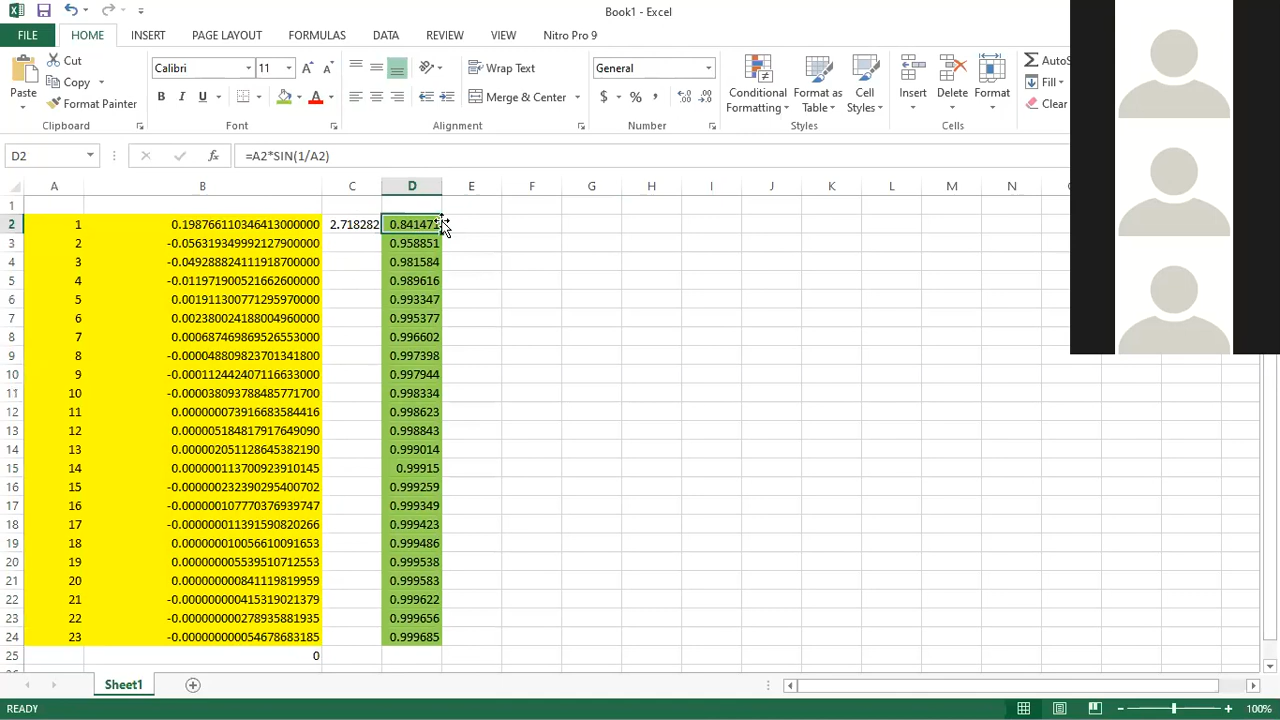 Book1 - Excel
FILE HOME INSERT PAGE LAYOUT FORMULAS DATA REVIEW VIEW Nitro Pro 9
Paste Cut Copy Format Painter
Calibri 11 B I U A
Wrap Text Merge & Center
General $ %
Conditional Formatting Format as Table Cell Styles
Insert Delete Format
Fill Clear
Clipboard Font Alignment Number Styles Cells
D2 fx =A2*SIN(1/A2)
A B C D E F G H I J K L M N
1
2 1 0.198766110346413000000 2.718282 0.841471
3 2 -0.056319349992127900000 0.958851
4 3 -0.049288824111918700000 0.981584
5 4 -0.011971900521662600000 0.989616
6 5 0.001911300771295970000 0.993347
7 6 0.002380024188004960000 0.995377
8 7 0.000687469869526553000 0.996602
9 8 -0.000048809823701341800 0.997398
10 9 -0.000112442407116633000 0.997944
11 10 -0.000038093788485771700 0.998334
12 11 0.000000073916683584416 0.998623
13 12 0.000005184817917649090 0.998843
14 13 0.000002051128645382190 0.999014
15 14 0.000000113700923910145 0.99915
16 15 -0.000000232390295400702 0.999259
17 16 -0.000000107770376939747 0.999349
18 17 -0.000000011391590820266 0.999423
19 18 0.000000010056610091653 0.999486
20 19 0.000000005539510712553 0.999538
21 20 0.000000000841119819959 0.999583
22 21 -0.000000000415319021379 0.999622
23 22 -0.000000000278935881935 0.999656
24 23 -0.000000000054678683185 0.999685
25 0
Sheet1
READY 100%